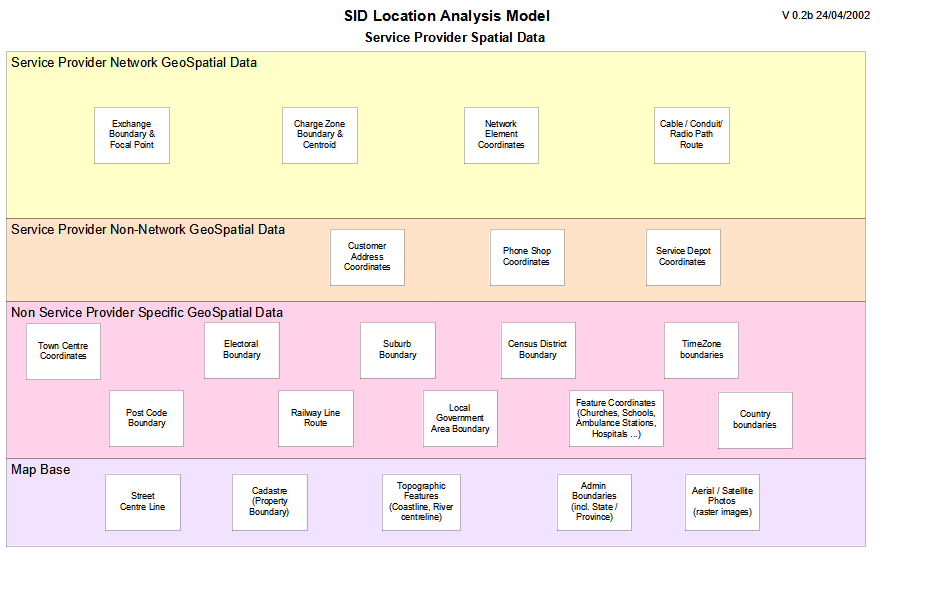 SID Location Analysis Model
V 0.2b 24/04/2002
Service Provider Spatial Data
Service Provider Network GeoSpatial Data
Exchange
Boundary &
Focal Point
Charge Zone
Boundary &
Centroid
Network
Element
Coordinates
Cable / Conduit/
Radio Path
Route
Service Provider Non-Network GeoSpatial Data
Customer
Address
Coordinates
Phone Shop
Coordinates
Service Depot
Coordinates
Non Service Provider Specific GeoSpatial Data
Town Centre
Coordinates
Electoral
Boundary
Suburb
Boundary
Census District
Boundary
TimeZone
boundaries
Post Code
Boundary
Railway Line
Route
Local
Government
Area Boundary
Feature Coordinates
(Churches, Schools,
Ambulance Stations,
Hospitals ...)
Country
boundaries
Map Base
Street
Centre Line
Cadastre
(Property
Boundary)
Topographic
Features
(Coastline, River
centreline)
Admin
Boundaries
(incl. State /
Province)
Aerial / Satellite
Photos
(raster images)